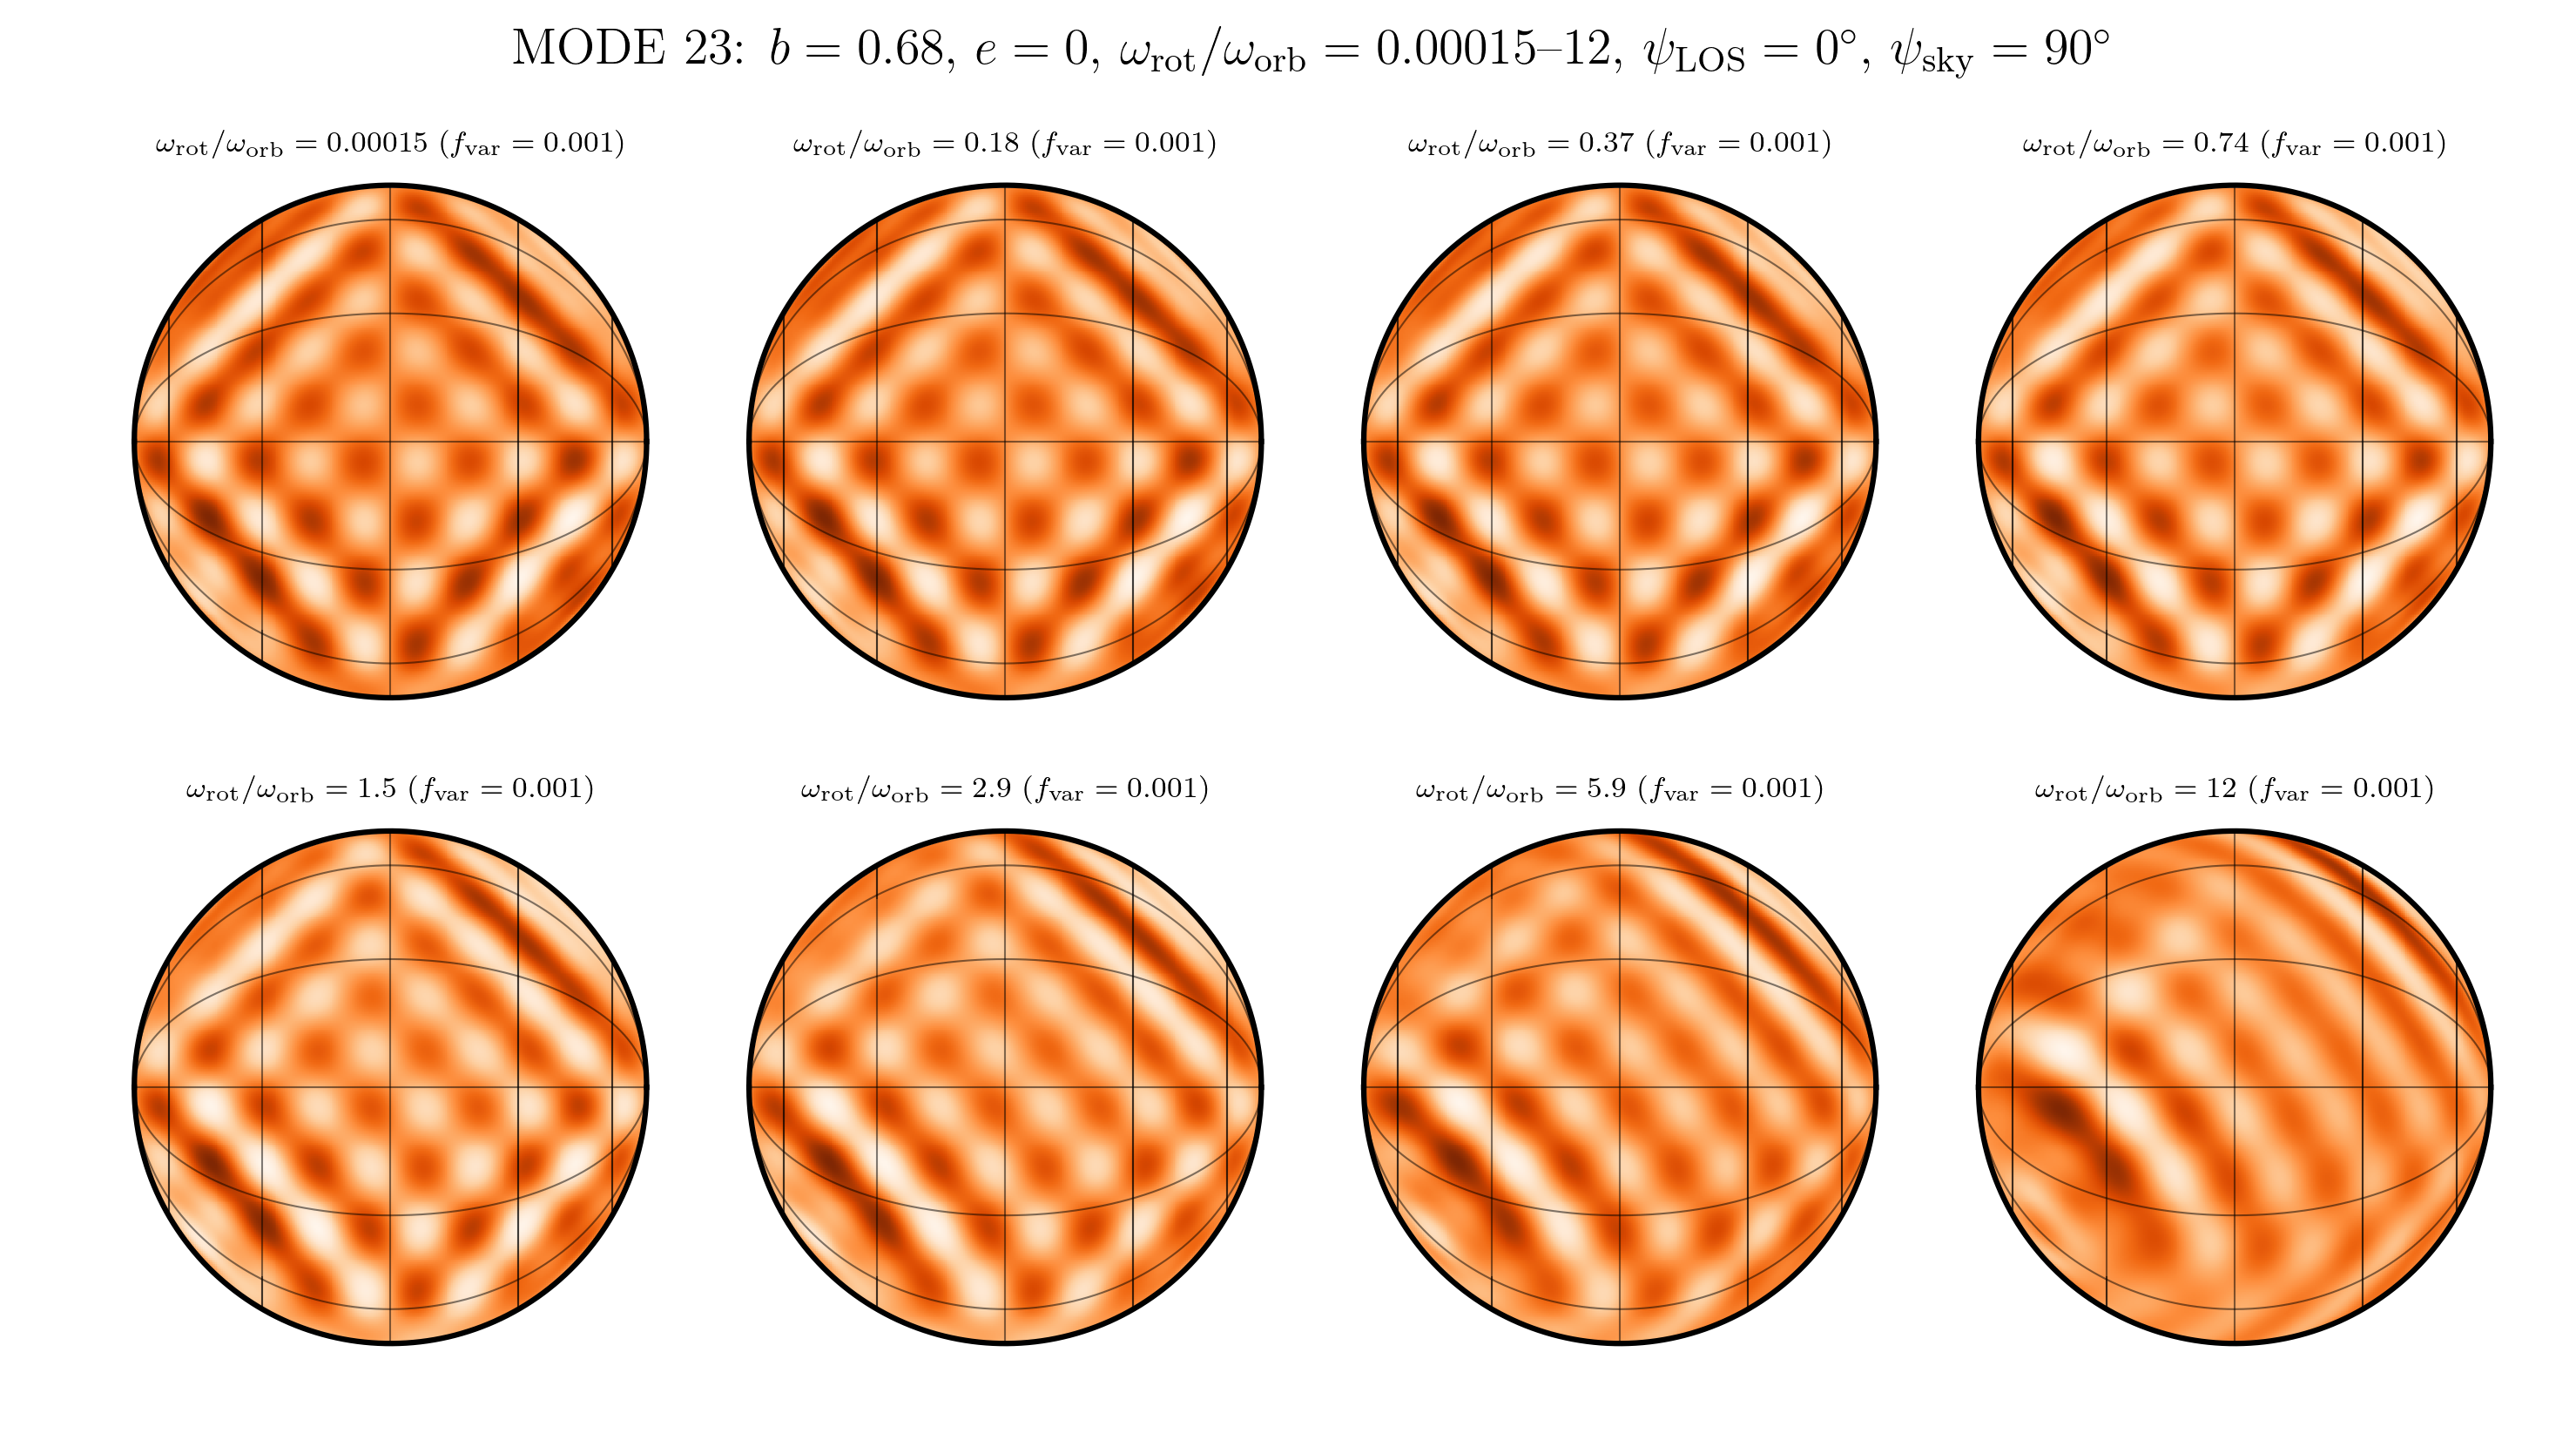 MODE 23: b = 0.68, e = 0, ω_rot/ω_orb = 0.00015–12, ψ_LOS = 0°, ψ_sky = 90°
ω_rot/ω_orb = 0.00015 (f_var = 0.001)
ω_rot/ω_orb = 0.18 (f_var = 0.001)
ω_rot/ω_orb = 0.37 (f_var = 0.001)
ω_rot/ω_orb = 0.74 (f_var = 0.001)
ω_rot/ω_orb = 1.5 (f_var = 0.001)
ω_rot/ω_orb = 2.9 (f_var = 0.001)
ω_rot/ω_orb = 5.9 (f_var = 0.001)
ω_rot/ω_orb = 12 (f_var = 0.001)